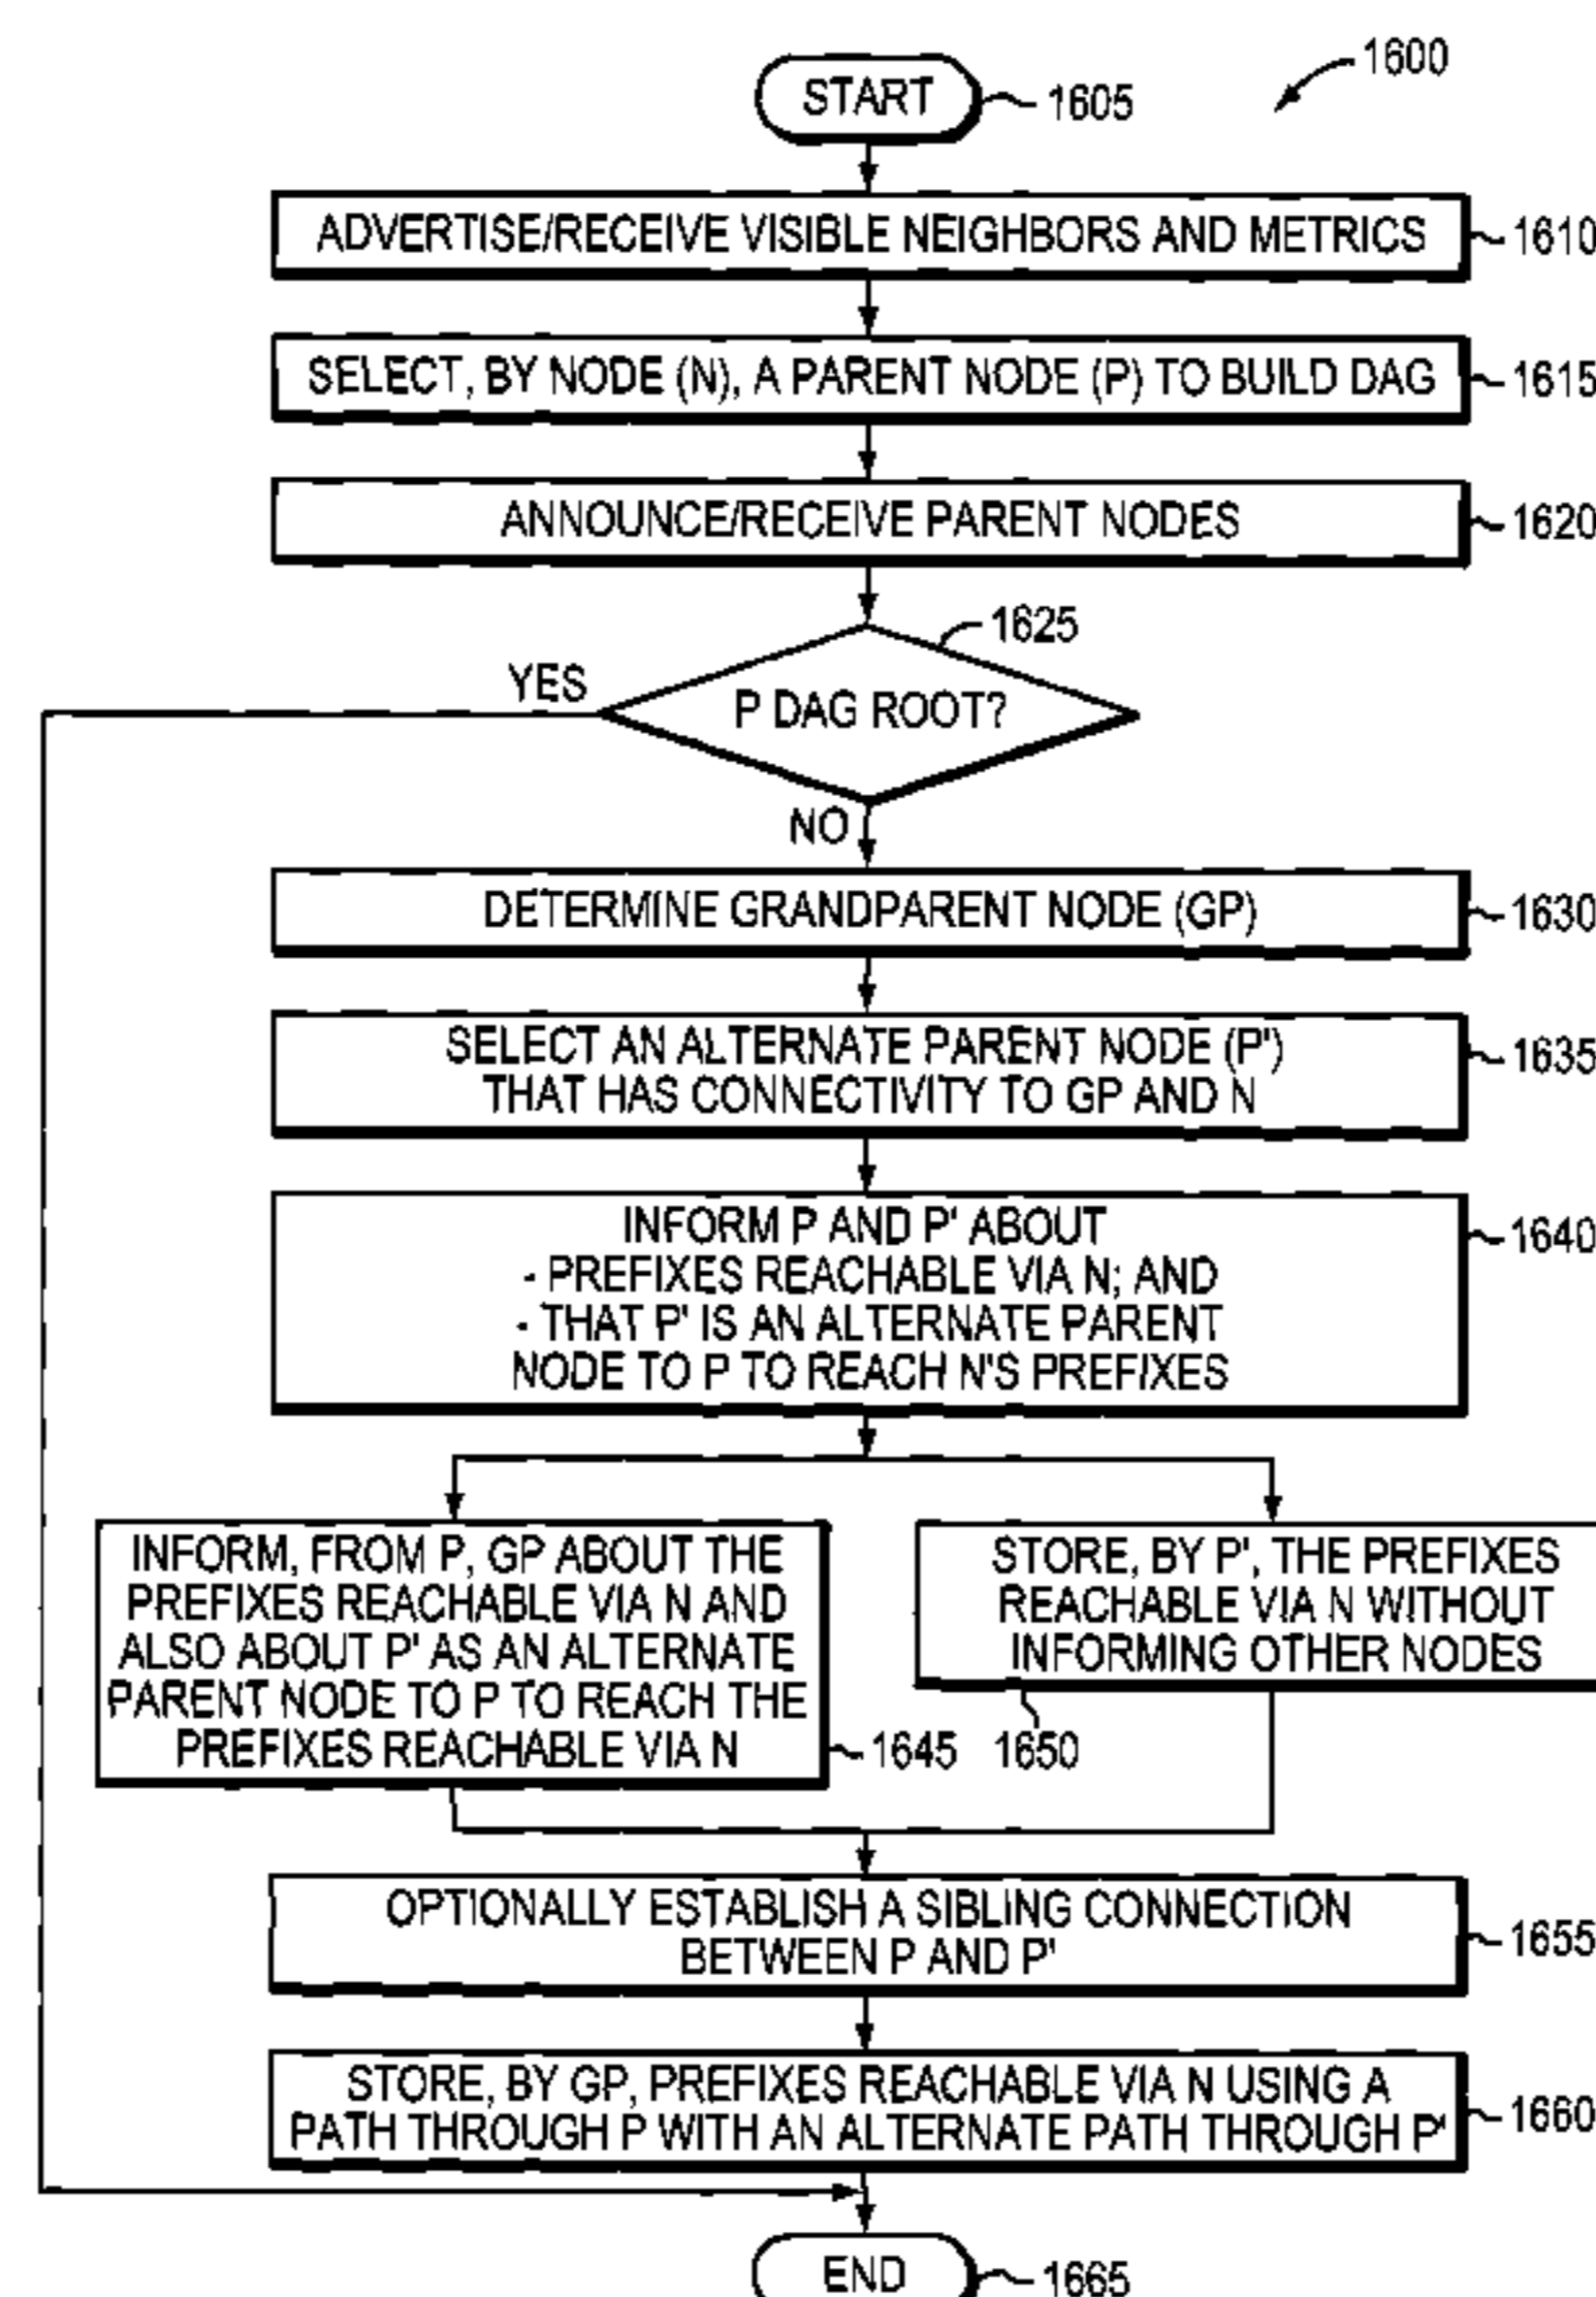 1600
START
1605
ADVERTISE/RECEIVE VISIBLE NEIGHBORS AND METRICS
1610
SELECT, BY NODE (N), A PARENT NODE (P) TO BUILD DAG
1615
ANNOUNCE/RECEIVE PARENT NODES
1620
1625
YES
P DAG ROOT?
NO
DETERMINE GRANDPARENT NODE (GP)
1630
SELECT AN ALTERNATE PARENT NODE (P')
THAT HAS CONNECTIVITY TO GP AND N
1635
INFORM P AND P' ABOUT
- PREFIXES REACHABLE VIA N; AND
- THAT P' IS AN ALTERNATE PARENT
NODE TO P TO REACH N'S PREFIXES
1640
INFORM, FROM P, GP ABOUT THE
PREFIXES REACHABLE VIA N AND
ALSO ABOUT P' AS AN ALTERNATE
PARENT NODE TO P TO REACH THE
PREFIXES REACHABLE VIA N
1645
STORE, BY P', THE PREFIXES
REACHABLE VIA N WITHOUT
INFORMING OTHER NODES
1650
OPTIONALLY ESTABLISH A SIBLING CONNECTION
BETWEEN P AND P'
1655
STORE, BY GP, PREFIXES REACHABLE VIA N USING A
PATH THROUGH P WITH AN ALTERNATE PATH THROUGH P'
1660
END
1665